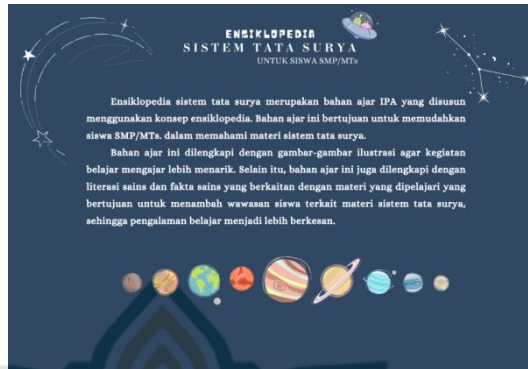 ENSIKLOPEDIA
SISTEM TATA SURYA
UNTUK SISWA SMP/MTs
Ensiklopedia sistem tata surya merupakan bahan ajar IPA yang disusun
menggunakan konsep ensiklopedia. Bahan ajar ini bertujuan untuk memudahkan
siswa SMP/MTs. dalam memahami materi sistem tata surya.
Bahan ajar ini dilengkapi dengan gambar-gambar ilustrasi agar kegiatan
belajar mengajar lebih menarik. Selain itu, bahan ajar ini juga dilengkapi dengan
literasi sains dan fakta sains yang berkaitan dengan materi yang dipelajari yang
bertujuan untuk menambah wawasan siswa terkait materi sistem tata surya,
sehingga pengalaman belajar menjadi lebih berkesan.